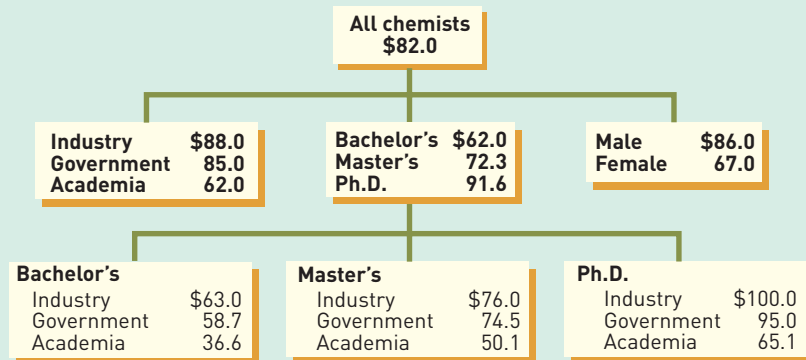 All chemists
$82.0
Industry $88.0
Government 85.0
Academia 62.0
Bachelor's $62.0
Master's 72.3
Ph.D. 91.6
Male $86.0
Female 67.0
Bachelor's
Industry $63.0
Government 58.7
Academia 36.6
Master's
Industry $76.0
Government 74.5
Academia 50.1
Ph.D.
Industry $100.0
Government 95.0
Academia 65.1